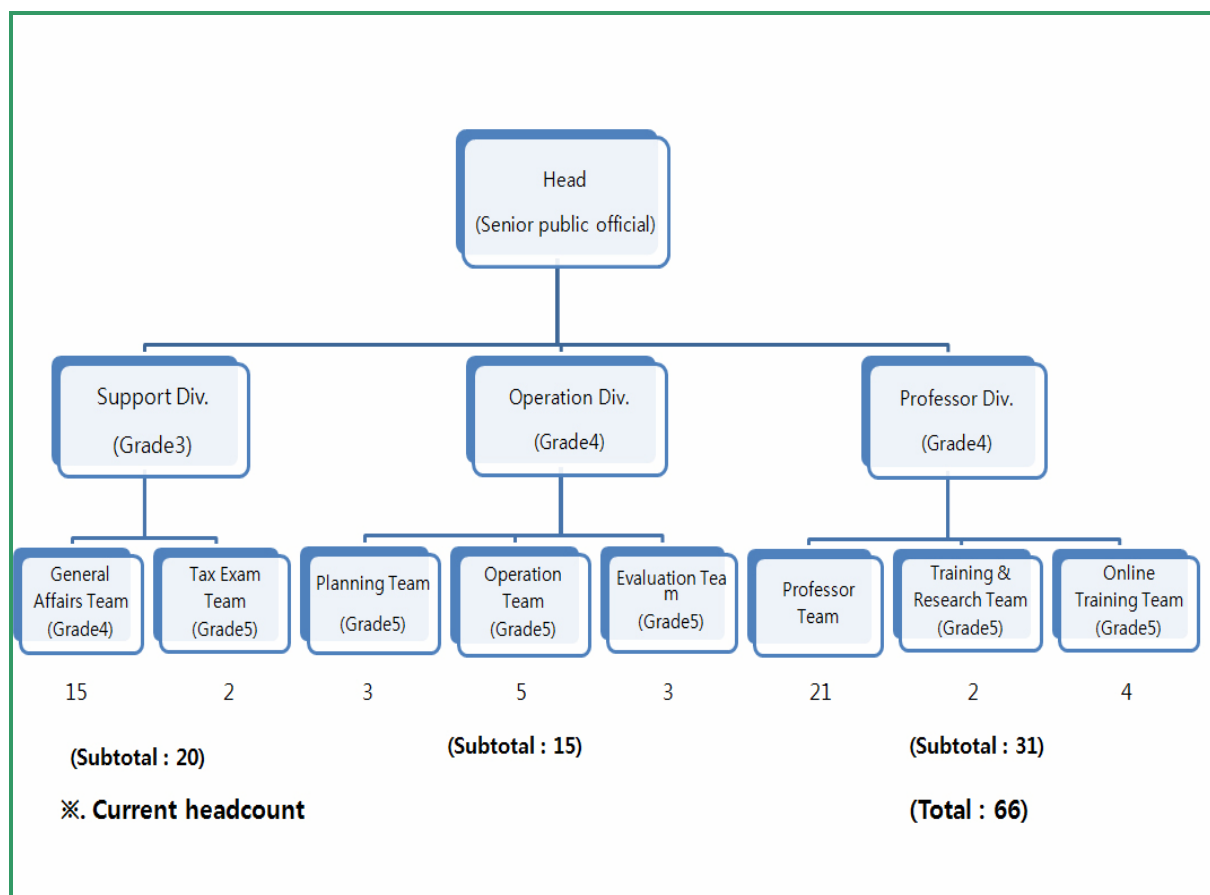 Head
(Senior public official)
Support Div.
(Grade3)
Operation Div.
(Grade4)
Professor Div.
(Grade4)
General
Affairs Team
(Grade4)
Tax Exam
Team
(Grade5)
Planning Team
(Grade5)
Operation
Team
(Grade5)
Evaluation Tea
m
(Grade5)
Professor
Team
Training &
Research Team
(Grade5)
Online
Training Team
(Grade5)
15
2
3
5
3
21
2
4
(Subtotal : 20)
(Subtotal : 15)
(Subtotal : 31)
※. Current headcount
(Total : 66)